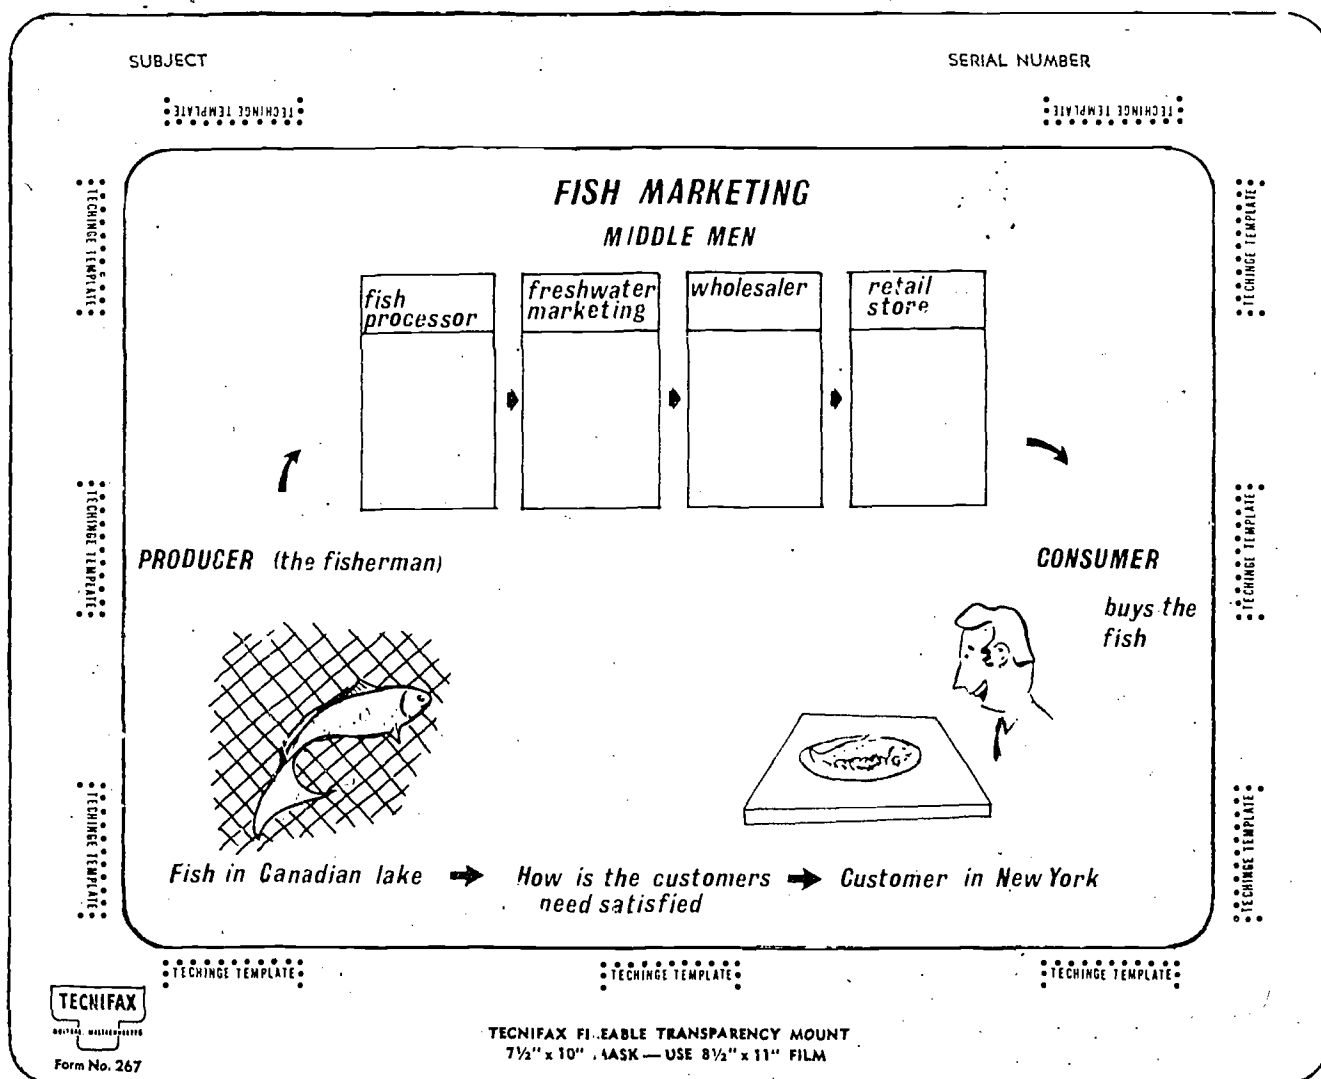 SUBJECT
SERIAL NUMBER
TECHINGE TEMPLATE
TECHINGE TEMPLATE
FISH MARKETING
MIDDLE MEN
fish processor
freshwater marketing
wholesaler
retail store
TECHINGE TEMPLATE
TECHINGE TEMPLATE
PRODUCER (the fisherman)
CONSUMER
buys the
fish
TECHINGE TEMPLATE
TECHINGE TEMPLATE
Fish in Canadian lake
How is the customers
need satisfied
Customer in New York
TECHINGE TEMPLATE
TECHINGE TEMPLATE
TECHINGE TEMPLATE
TECHINGE TEMPLATE
TECHINGE TEMPLATE
TECNIFAX
Form No. 267
TECNIFAX TRANSPARENCY MOUNT
7½" x 10" — USE 8½" x 11" FILM